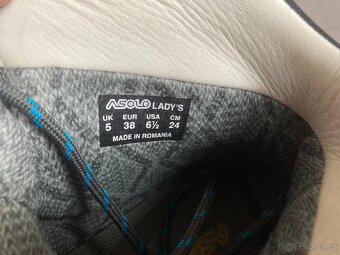 ASOLO LADY'S
UK EUR USA CM
5 38 6½ 24
MADE IN ROMANIA